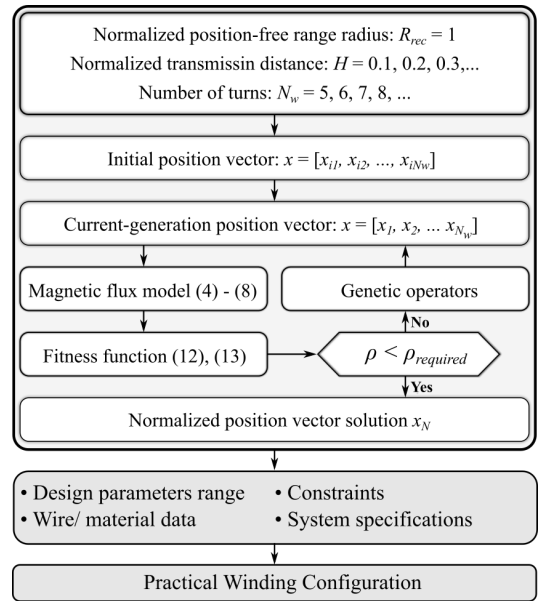 Normalized position-free range radius: R_rec = 1
Normalized transmissin distance: H = 0.1, 0.2, 0.3,...
Number of turns: N_w = 5, 6, 7, 8, ...
Initial position vector: x = [x_i1, x_i2, ..., x_iNw]
Current-generation position vector: x = [x_1, x_2, ... x_N_w]
Magnetic flux model (4) - (8)
Genetic operators
Fitness function (12), (13)
No
ρ < ρ_required
Yes
Normalized position vector solution x_N
• Design parameters range
• Constraints
• Wire/ material data
• System specifications
Practical Winding Configuration